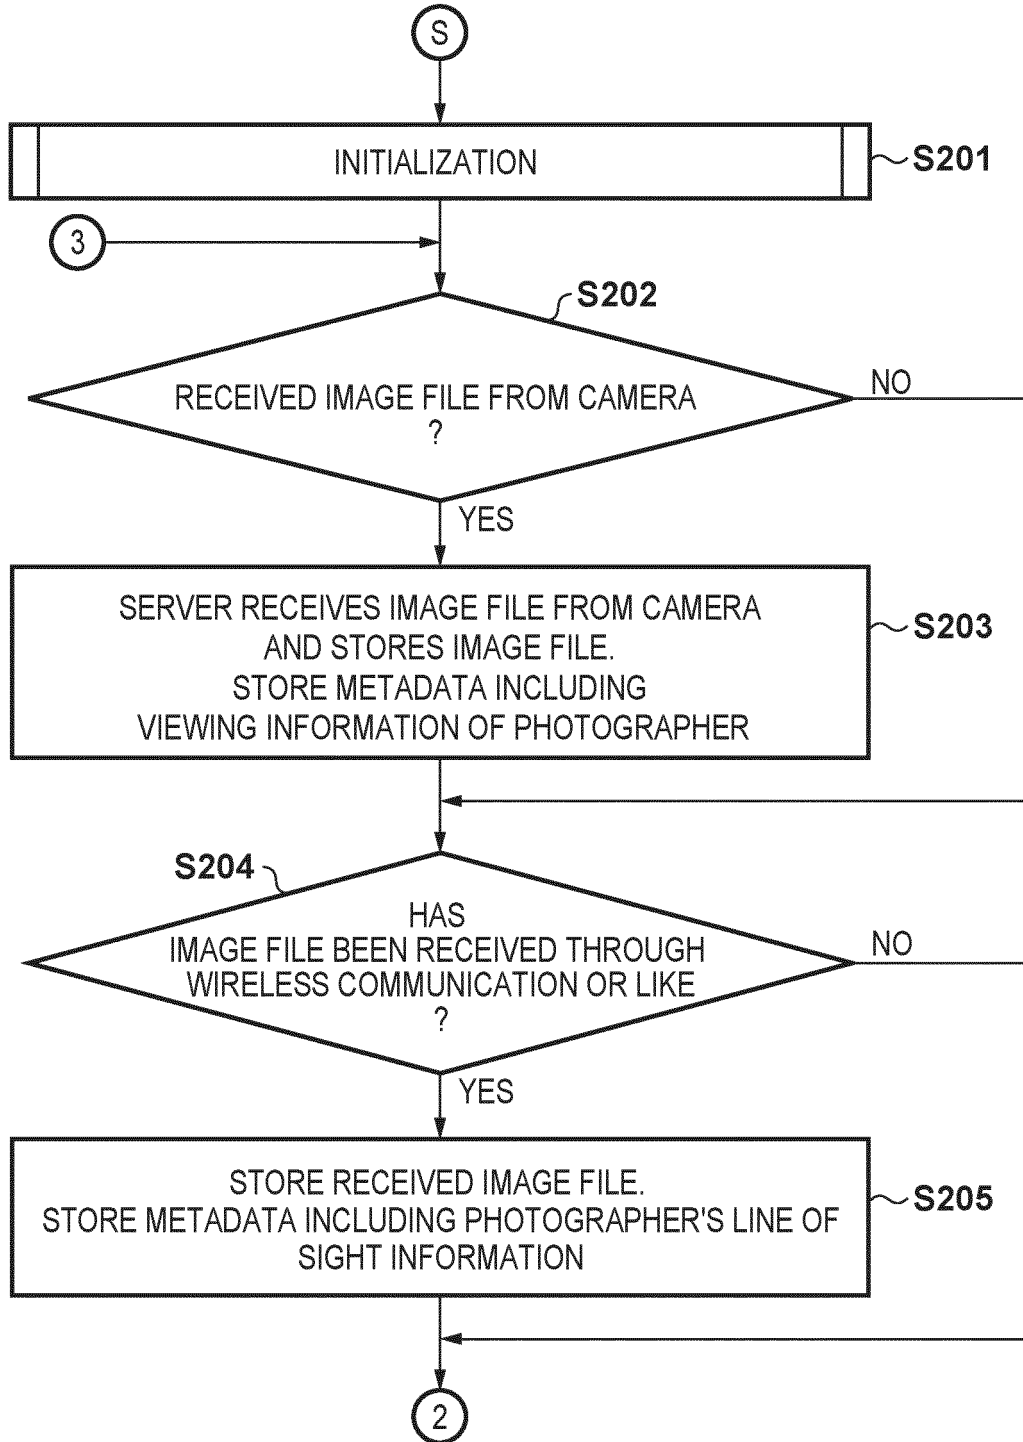 S
INITIALIZATION
S201
3
S202
RECEIVED IMAGE FILE FROM CAMERA
?
NO
YES
SERVER RECEIVES IMAGE FILE FROM CAMERA
AND STORES IMAGE FILE.
STORE METADATA INCLUDING
VIEWING INFORMATION OF PHOTOGRAPHER
S203
S204
HAS
IMAGE FILE BEEN RECEIVED THROUGH
WIRELESS COMMUNICATION OR LIKE
?
NO
YES
STORE RECEIVED IMAGE FILE.
STORE METADATA INCLUDING PHOTOGRAPHER'S LINE OF
SIGHT INFORMATION
S205
2